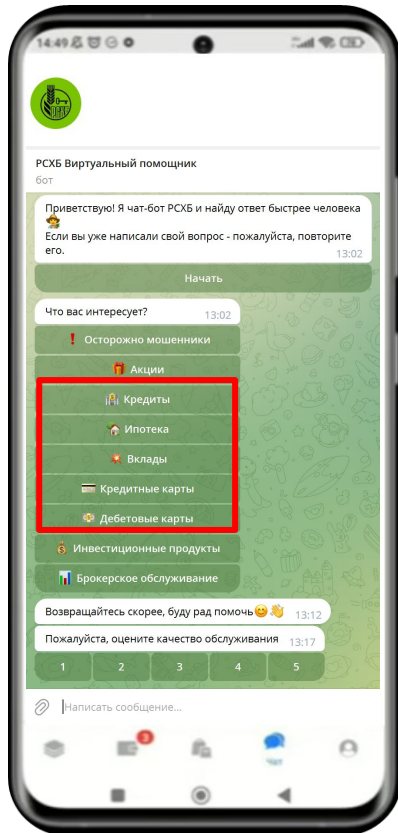 14:49
РСХБ
РСХБ Виртуальный помощник
бот
Приветствую! Я чат-бот РСХБ и найду ответ быстрее человека
Если вы уже написали свой вопрос - пожалуйста, повторите
его.
13:02
Начать
Что вас интересует?
13:02
❗ Осторожно мошенники
Акции
Кредиты
Ипотека
Вклады
Кредитные карты
Дебетовые карты
Инвестиционные продукты
Брокерское обслуживание
Возвращайтесь скорее, буду рад помочь
13:12
Пожалуйста, оцените качество обслуживания
13:17
1 2 3 4 5
Написать сообщение...
3
Чат